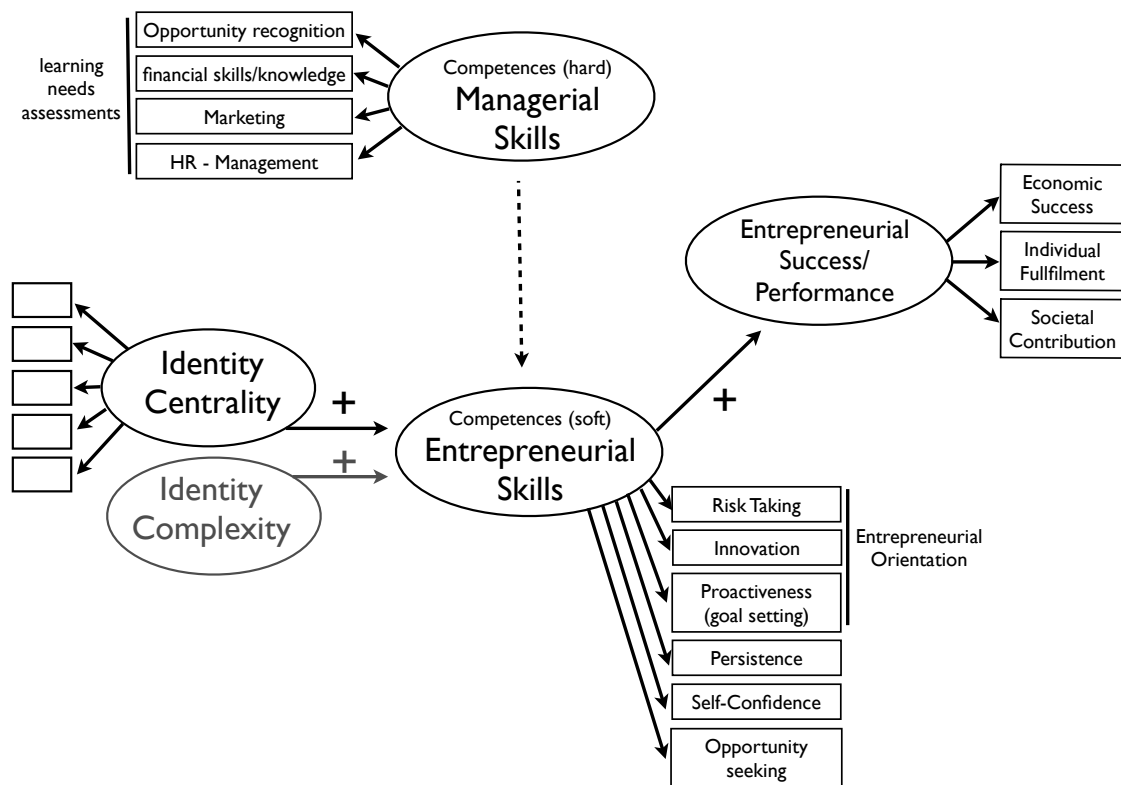 Opportunity recognition
financial skills/knowledge
Marketing
HR - Management
learning
needs
assessments
Competences (hard)
Managerial
Skills
Entrepreneurial
Success/
Performance
Economic
Success
Individual
Fullfilment
Societal
Contribution
Identity
Centrality
+
Identity
Complexity
+
Competences (soft)
Entrepreneurial
Skills
+
Risk Taking
Innovation
Proactiveness
(goal setting)
Persistence
Self-Confidence
Opportunity
seeking
Entrepreneurial
Orientation